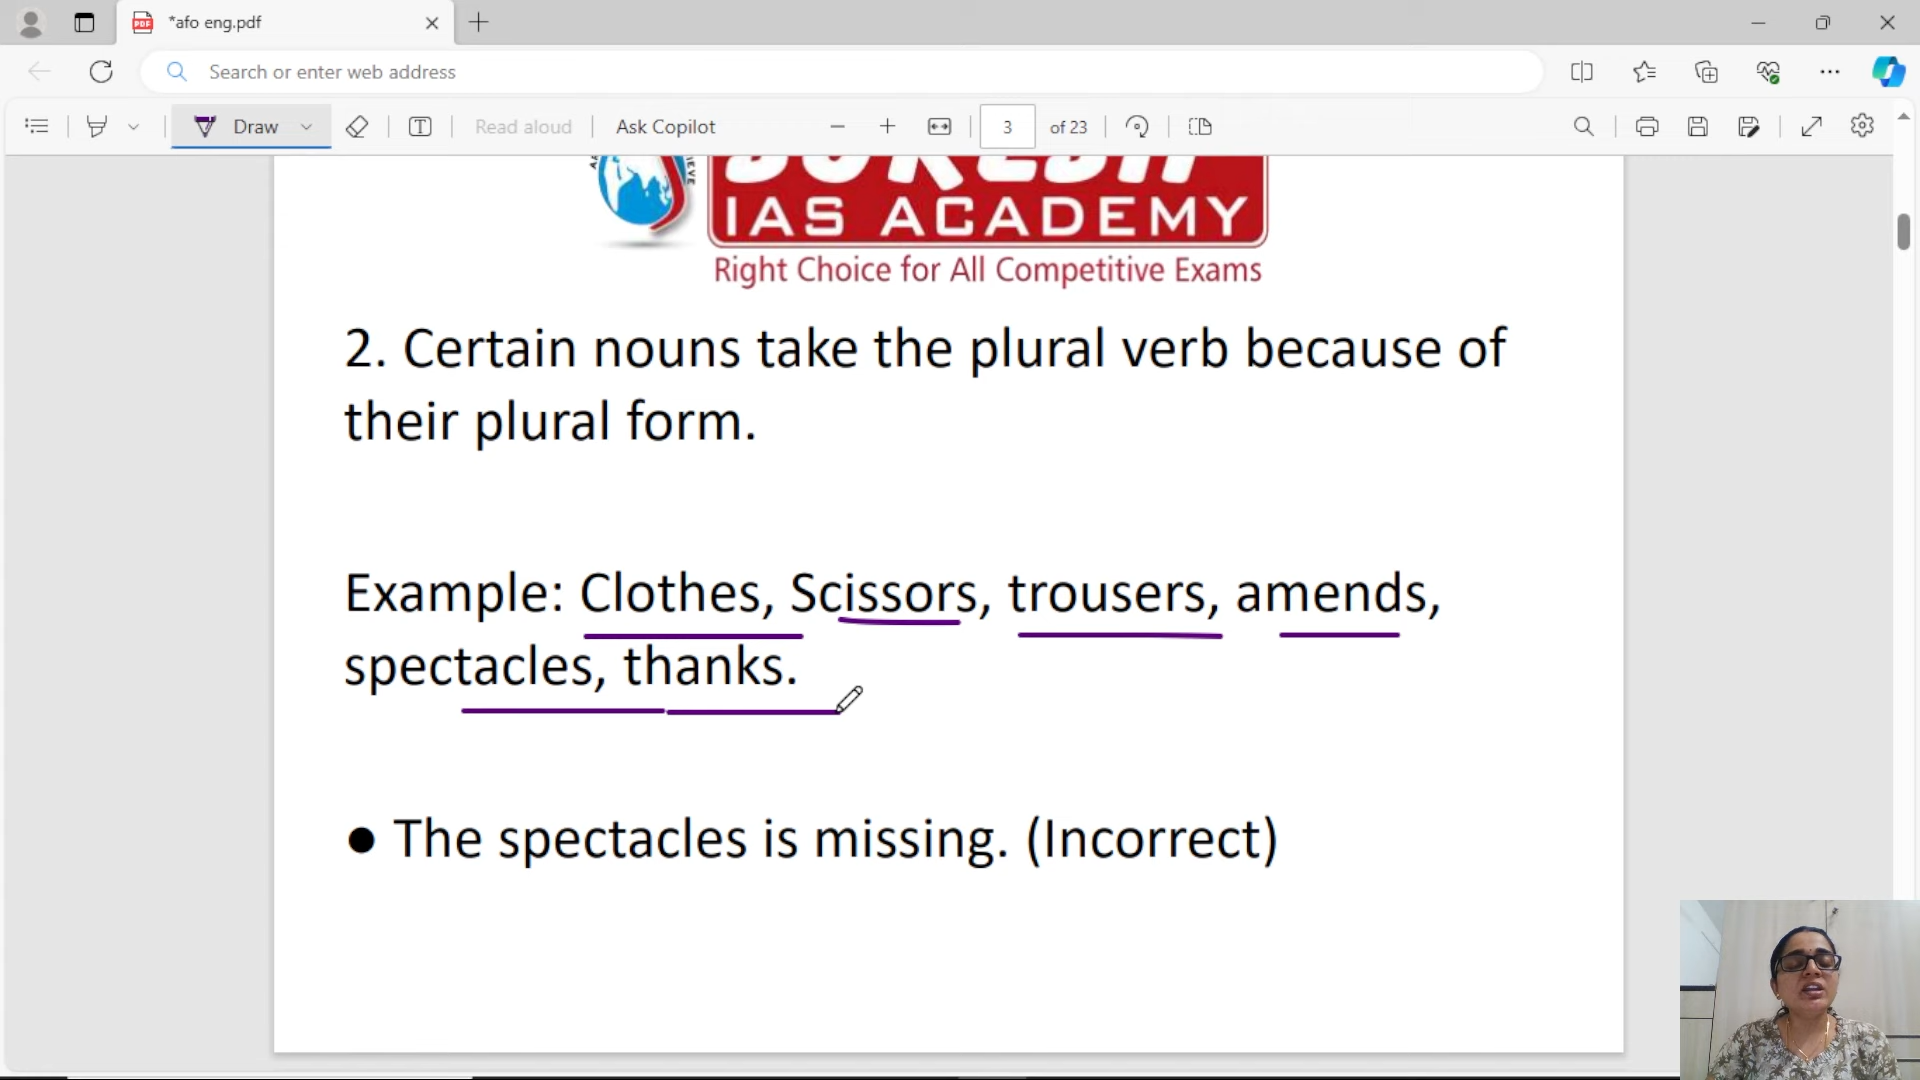 *afo eng.pdf
Search or enter web address
Draw
Read aloud
Ask Copilot
3
of 23
IAS ACADEMY
Right Choice for All Competitive Exams
2. Certain nouns take the plural verb because of
their plural form.
Example: Clothes, Scissors, trousers, amends,
spectacles, thanks.
● The spectacles is missing. (Incorrect)